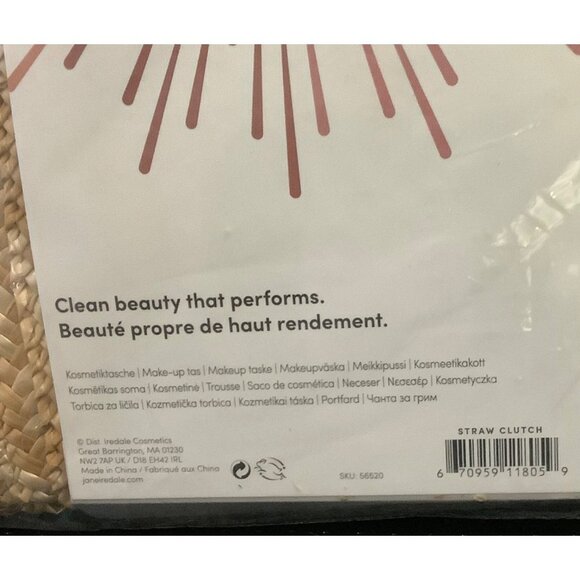 Clean beauty that performs.
Beauté propre de haut rendement.
Kosmetiktasche | Make-up tas | Makeup taske | Makeupväska | Meikkipussi | Kosmeetikakott
Kosmētikas soma | Kosmetinė | Trousse | Saco de cosmética | Neceser | Νεσεσέρ | Kosmetyczka
Torbica za ličila | Kozmetička torbica | Kozmetikai táska | Portfard | Чанта за грим
© Dist. Iredale Cosmetics
Great Barrington, MA 01230
NW2 7AP UK / D18 EH42 IRL
Made in China / Fabriqué aux China
janeiredale.com
SKU: 56520
STRAW CLUTCH
6 70959 11805 9